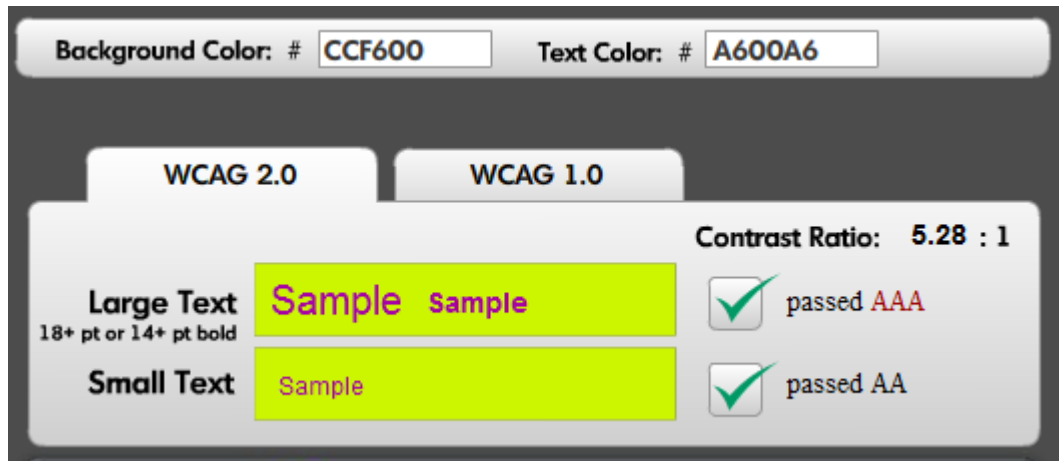 Background Color: # CCF600 Text Color: # A600A6
WCAG 2.0 WCAG 1.0
Contrast Ratio: 5.28 : 1
Large Text Sample Sample passed AAA
18+ pt or 14+ pt bold
Small Text Sample passed AA